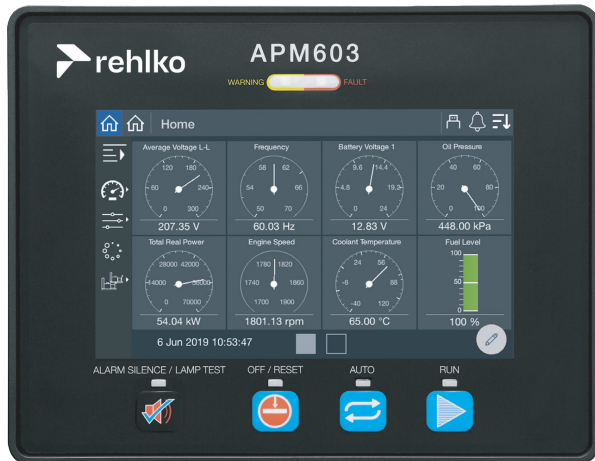 rehlko
APM603
WARNING FAULT
Home
Average Voltage L-L
120 180
60 240
0 300
207.35 V
Frequency
58 62
54 66
50 70
60.03 Hz
Battery Voltage 1
9.6 14.4
4.8 19.2
0 24
12.83 V
Oil Pressure
40 60
20 80
0 100
448.00 kPa
Total Real Power
28000 42000
14000 56000
0 70000
54.04 kW
Engine Speed
1780 1820
1740 1860
1700 1900
1801.13 rpm
Coolant Temperature
24 56
-8 88
-40 120
65.00 °C
Fuel Level
100
50
0
100 %
6 Jun 2019 10:53:47
ALARM SILENCE / LAMP TEST OFF / RESET AUTO RUN